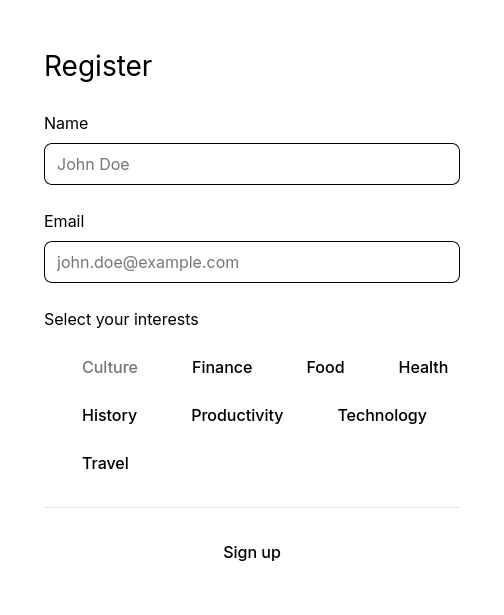 Register
Name
John Doe
Email
john.doe@example.com
Select your interests
Culture Finance Food Health
History Productivity Technology
Travel
Sign up